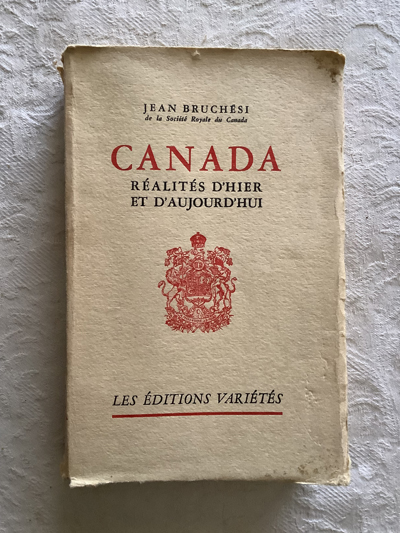 JEAN BRUCHÉSI
de la Société Royale du Canada
CANADA
RÉALITÉS D'HIER
ET D'AUJOURD'HUI
LES ÉDITIONS VARIÉTÉS